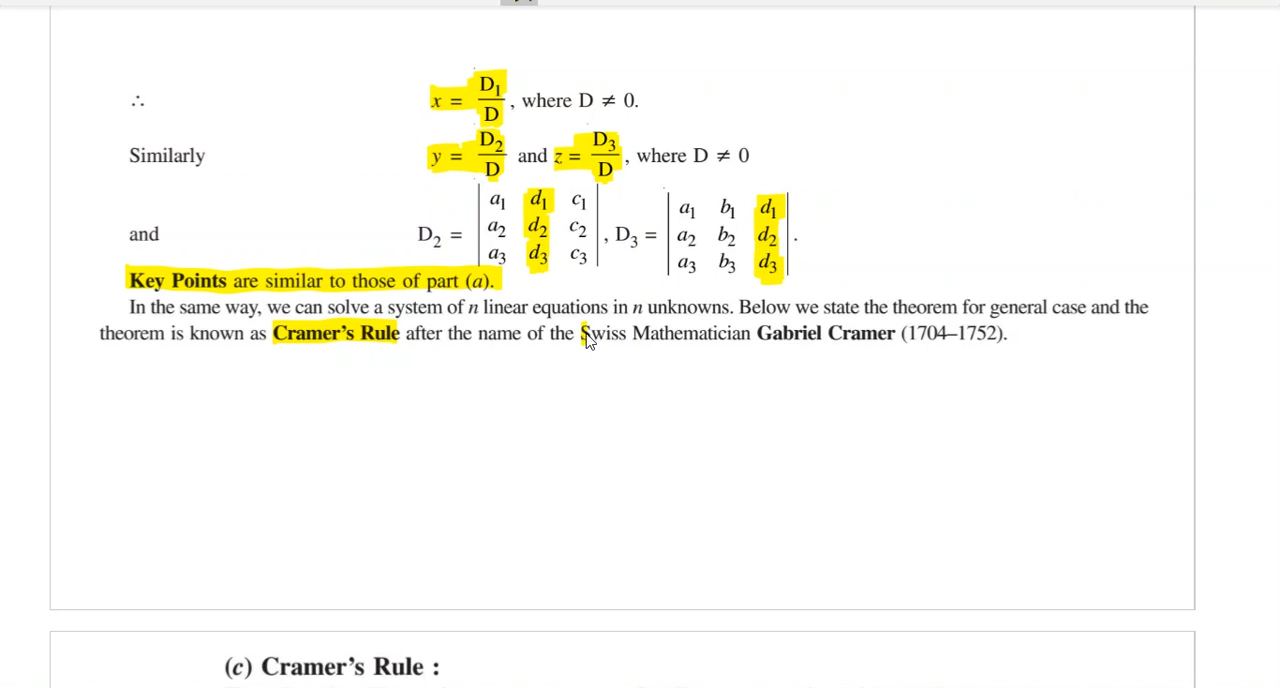 ∴ x = D₁/D, where D ≠ 0.
Similarly y = D₂/D and z = D₃/D, where D ≠ 0
and D₂ = |a₁ d₁ c₁; a₂ d₂ c₂; a₃ d₃ c₃|, D₃ = |a₁ b₁ d₁; a₂ b₂ d₂; a₃ b₃ d₃|.
Key Points are similar to those of part (a).
In the same way, we can solve a system of n linear equations in n unknowns. Below we state the theorem for general case and the
theorem is known as Cramer's Rule after the name of the Swiss Mathematician Gabriel Cramer (1704–1752).
(c) Cramer's Rule :